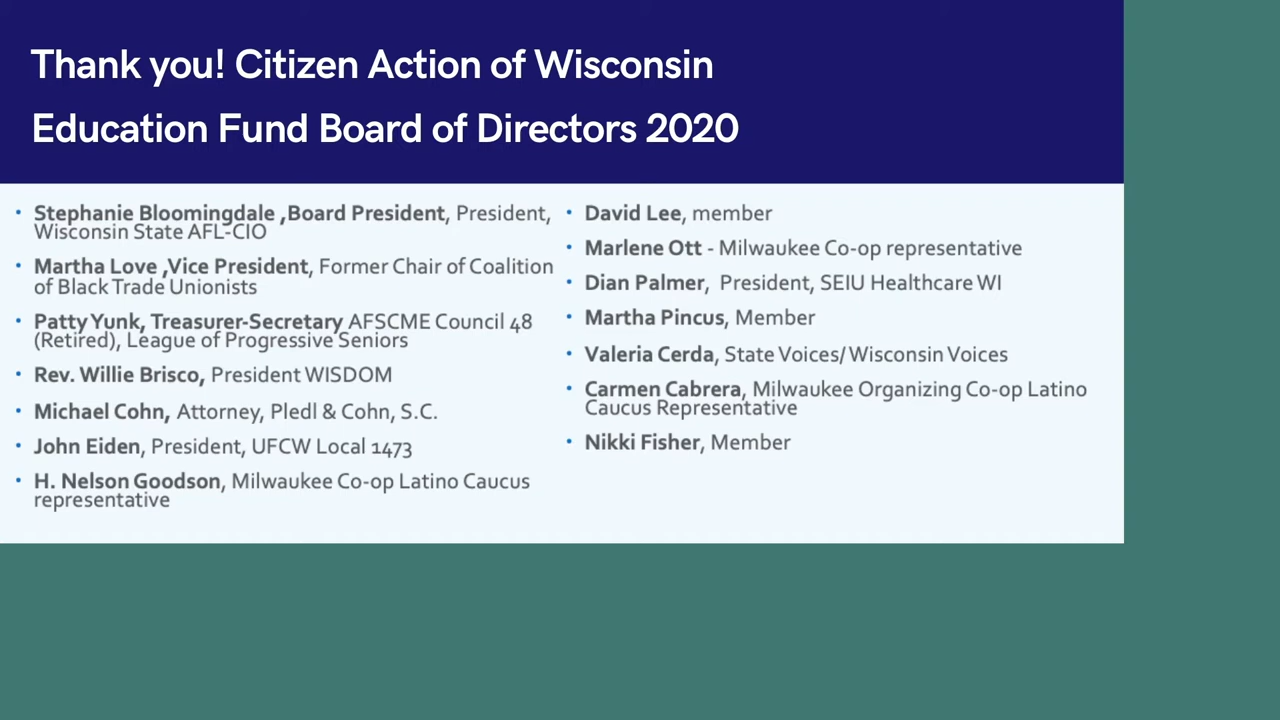 Thank you! Citizen Action of Wisconsin
Education Fund Board of Directors 2020
• Stephanie Bloomingdale ,Board President, President,
Wisconsin State AFL-CIO
• Martha Love ,Vice President, Former Chair of Coalition
of Black Trade Unionists
• Patty Yunk, Treasurer-Secretary AFSCME Council 48
(Retired), League of Progressive Seniors
• Rev. Willie Brisco, President WISDOM
• Michael Cohn, Attorney, Pledl & Cohn, S.C.
• John Eiden, President, UFCW Local 1473
• H. Nelson Goodson, Milwaukee Co-op Latino Caucus
representative
• David Lee, member
• Marlene Ott - Milwaukee Co-op representative
• Dian Palmer, President, SEIU Healthcare WI
• Martha Pincus, Member
• Valeria Cerda, State Voices/ Wisconsin Voices
• Carmen Cabrera, Milwaukee Organizing Co-op Latino
Caucus Representative
• Nikki Fisher, Member